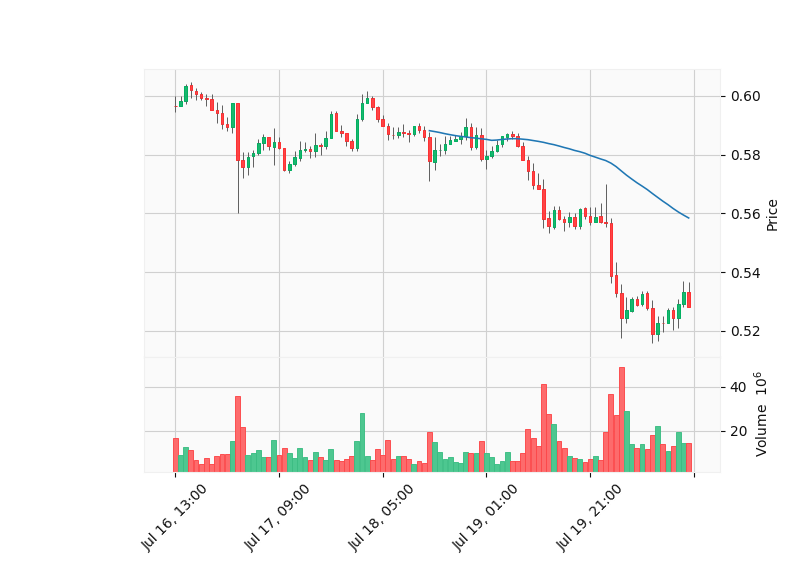 0.60
0.58
0.56
0.54
0.52
Price
40
20
Volume 10^6
Jul 16, 13:00
Jul 17, 09:00
Jul 18, 05:00
Jul 19, 01:00
Jul 19, 21:00